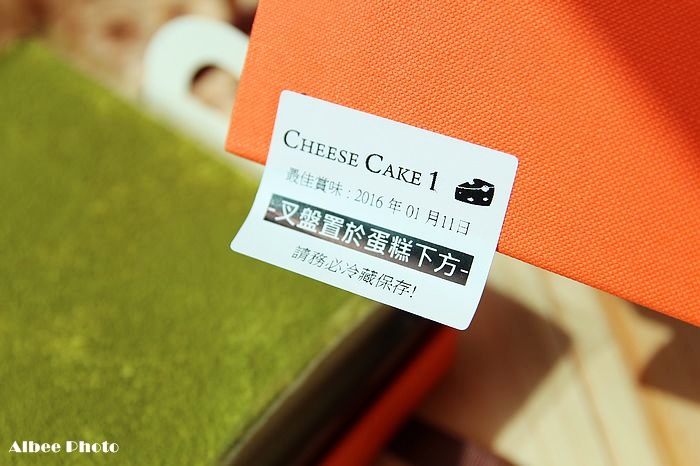 CHEESE CAKE 1
最佳賞味 : 2016 年 01 月11日
-叉盤置於蛋糕下方-
請務必冷藏保存!
Albee Photo